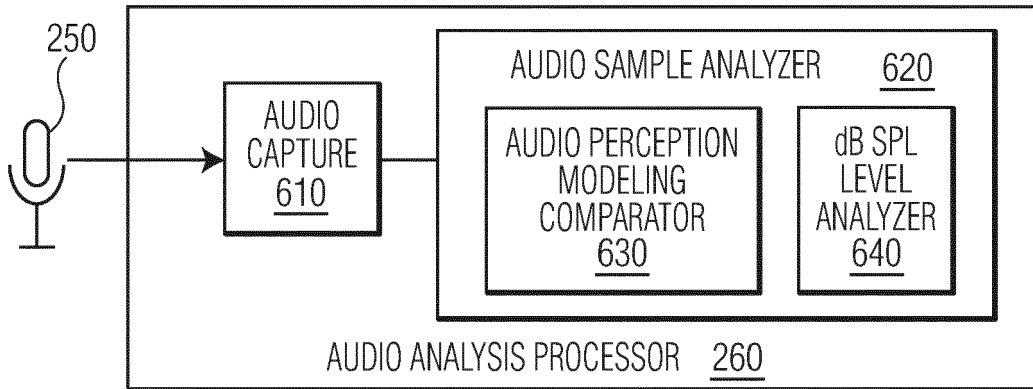 250
AUDIO
CAPTURE
610
AUDIO SAMPLE ANALYZER 620
AUDIO PERCEPTION
MODELING
COMPARATOR
630
dB SPL
LEVEL
ANALYZER
640
AUDIO ANALYSIS PROCESSOR 260